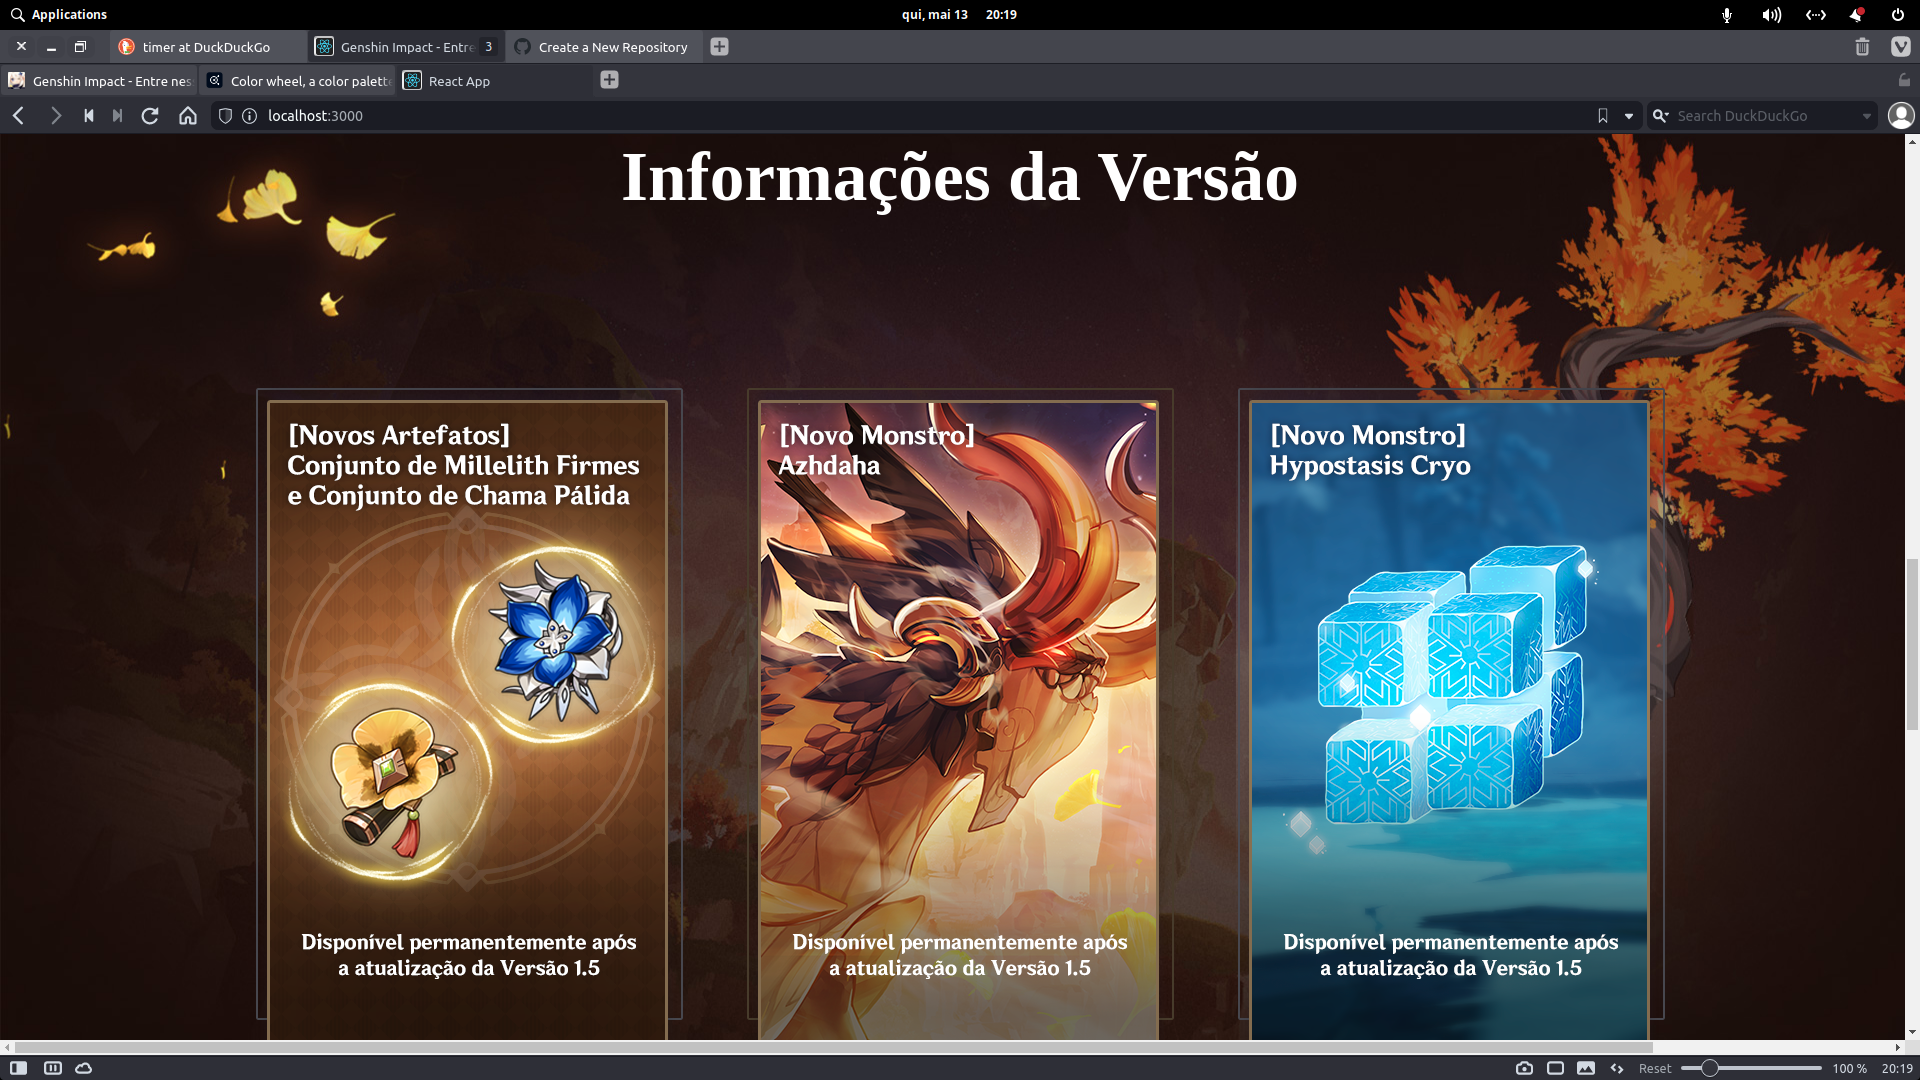 Applications
qui, mai 13 20:19
timer at DuckDuckGo
Genshin Impact - Entre 3
Create a New Repository
Genshin Impact - Entre nes
Color wheel, a color palett
React App
localhost:3000
Search DuckDuckGo
Informações da Versão
[Novos Artefatos]
Conjunto de Millelith Firmes
e Conjunto de Chama Pálida
Disponível permanentemente após
a atualização da Versão 1.5
[Novo Monstro]
Azhdaha
Disponível permanentemente após
a atualização da Versão 1.5
[Novo Monstro]
Hypostasis Cryo
Disponível permanentemente após
a atualização da Versão 1.5
Reset 100 % 20:19